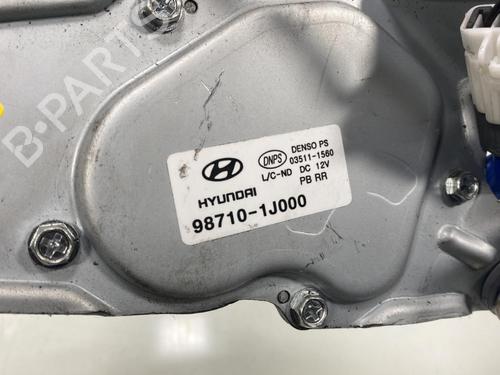 B-PARTS
HYUNDAI
DNPS
DENSO PS
03511-1560
L/C-ND DC 12V
PB RR
98710-1J000